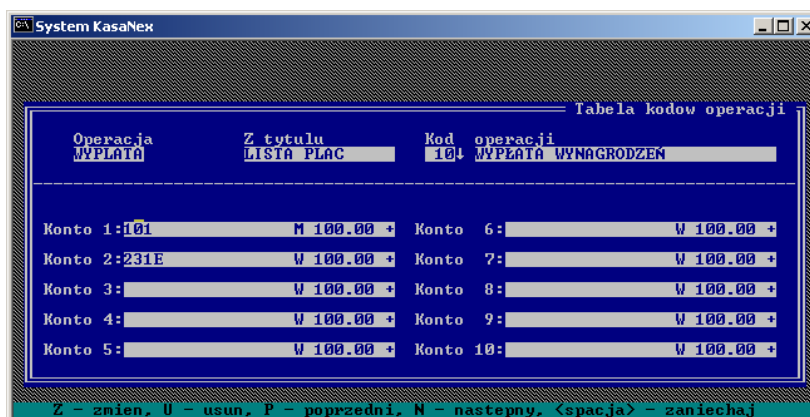 System KasaNex
Tabela kodow operacji
Operacja Z tytulu Kod operacji
WYPLATA LISTA PLAC 10↓ WYPŁATA WYNAGRODZEŃ
Konto 1:101 M 100.00 + Konto 6: W 100.00 +
Konto 2:231E W 100.00 + Konto 7: W 100.00 +
Konto 3: W 100.00 + Konto 8: W 100.00 +
Konto 4: W 100.00 + Konto 9: W 100.00 +
Konto 5: W 100.00 + Konto 10: W 100.00 +
Z - zmien, U - usun, P - poprzedni, N - nastepny, <spacja> - zaniechaj